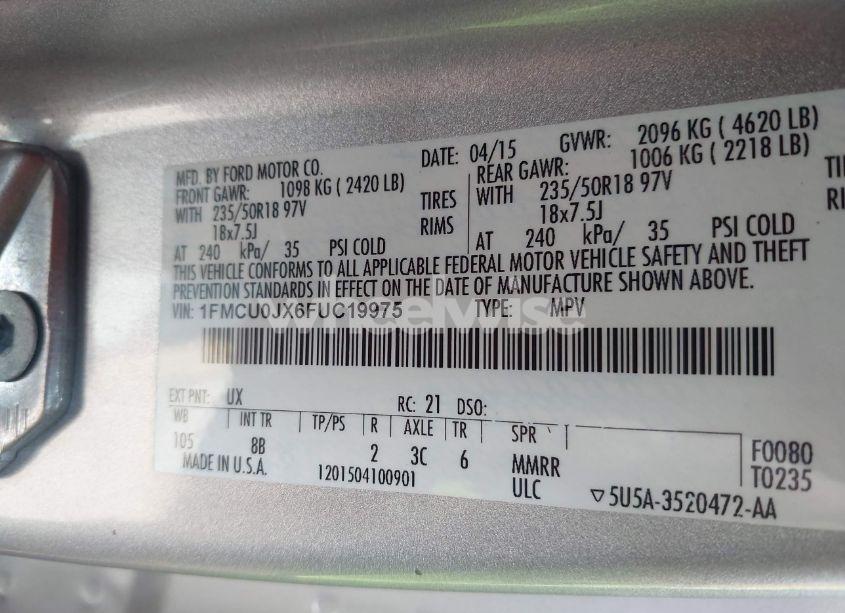 MFD. BY FORD MOTOR CO. DATE: 04/15 GVWR: 2096 KG ( 4620 LB)
FRONT GAWR: 1098 KG ( 2420 LB) REAR GAWR: 1006 KG ( 2218 LB)
WITH 235/50R18 97V TIRES WITH 235/50R18 97V
18x7.5J RIMS 18x7.5J
AT 240 kPa/ 35 PSI COLD AT 240 kPa/ 35 PSI COLD
THIS VEHICLE CONFORMS TO ALL APPLICABLE FEDERAL MOTOR VEHICLE SAFETY AND THEFT
PREVENTION STANDARDS IN EFFECT ON THE DATE OF MANUFACTURE SHOWN ABOVE.
VIN: 1FMCU0JX6FUC19975 TYPE: MPV
wheelwise
EXT PNT: UX RC: 21 DSO:
WB INT TR TP/PS R AXLE TR SPR
105 8B 2 3C 6 MMRR F0080
MADE IN U.S.A. 1201504100901 ULC T0235
▽5U5A-3520472-AA